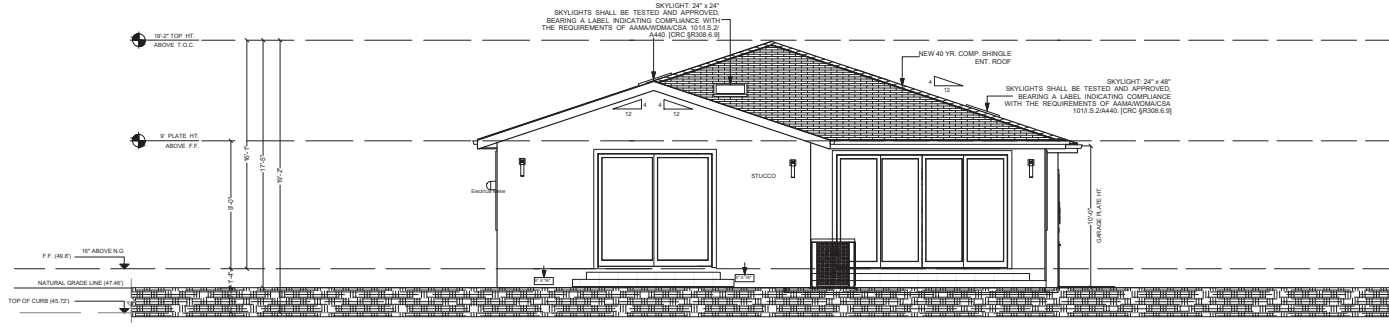 SKYLIGHT: 24" x 24"
SKYLIGHTS SHALL BE TESTED AND APPROVED,
BEARING A LABEL INDICATING COMPLIANCE WITH
THE REQUIREMENTS OF AAMA/WDMA/CSA 101/I.S.2/
A440. [CRC §R308.6.9]
19'-2" TOP HT.
ABOVE T.O.C.
NEW 40 YR. COMP. SHINGLE
ENT. ROOF
4
12
SKYLIGHT: 24" x 48"
SKYLIGHTS SHALL BE TESTED AND APPROVED,
BEARING A LABEL INDICATING COMPLIANCE
WITH THE REQUIREMENTS OF AAMA/WDMA/CSA
101/I.S.2/A440. [CRC §R308.6.9]
4
12
4
12
9' PLATE HT.
ABOVE F.F.
16'-1"
17'-5"
19'-2"
9'-0"
Electrical Meter
STUCCO
10'-0"
GARAGE PLATE HT.
16" ABOVE N.G
F.F. (49.8')
1'-4"
NATURAL GRADE LINE (47.46')
TOP OF CURB (45.72')